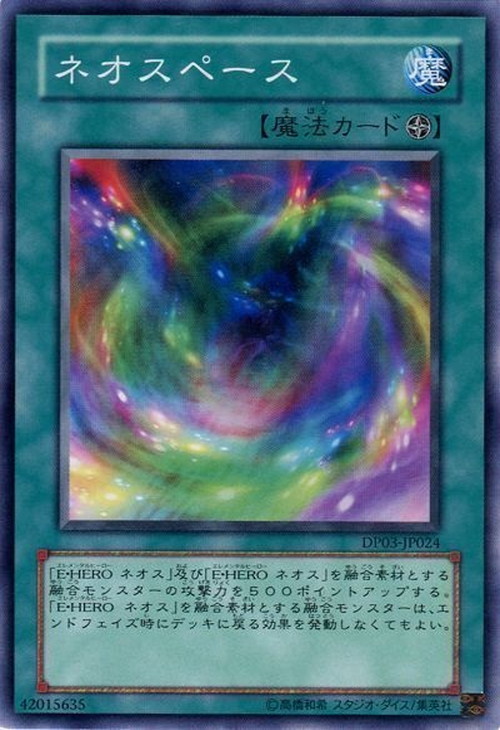 ネオスペース
魔
【魔法カード】
DP03-JP024
「E・HERO ネオス」及び「E・HERO ネオス」を融合素材とする
融合モンスターの攻撃力を500ポイントアップする。
「E・HERO ネオス」を融合素材とする融合モンスターは、エ
ンドフェイズ時にデッキに戻る効果を発動しなくてもよい。
42015635
©高橋和希 スタジオ・ダイス/集英社